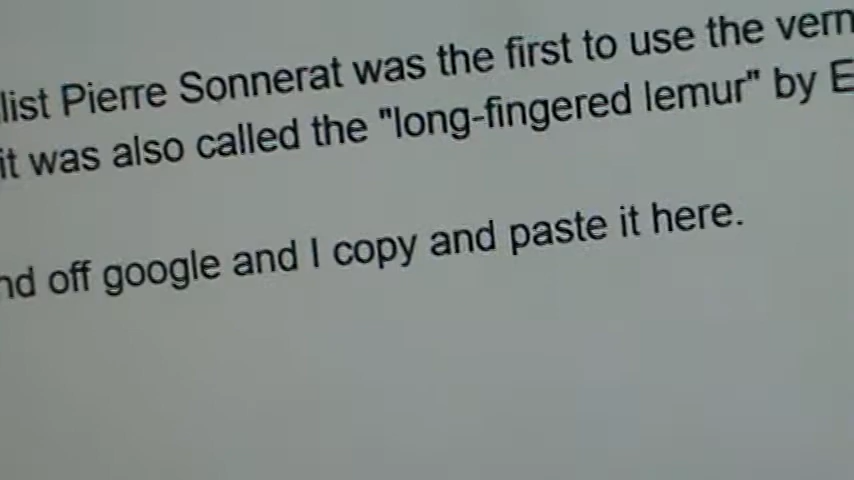 list Pierre Sonnerat was the first to use the vern
it was also called the "long-fingered lemur" by E
nd off google and I copy and paste it here.